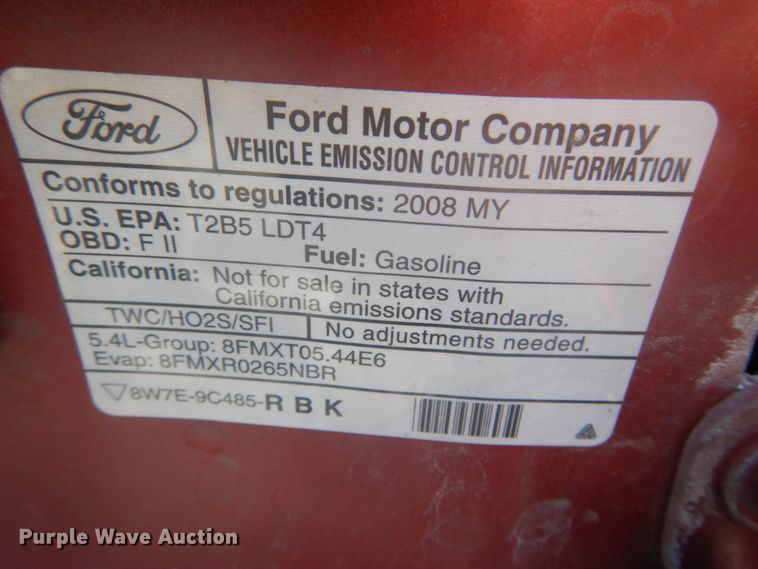 Ford
Ford Motor Company
VEHICLE EMISSION CONTROL INFORMATION
Conforms to regulations: 2008 MY
U.S. EPA: T2B5 LDT4
OBD: F II Fuel: Gasoline
California: Not for sale in states with
California emissions standards.
TWC/HO2S/SFI No adjustments needed.
5.4L-Group: 8FMXT05.44E6
Evap: 8FMXR0265NBR
8W7E-9C485-R B K
Purple Wave Auction